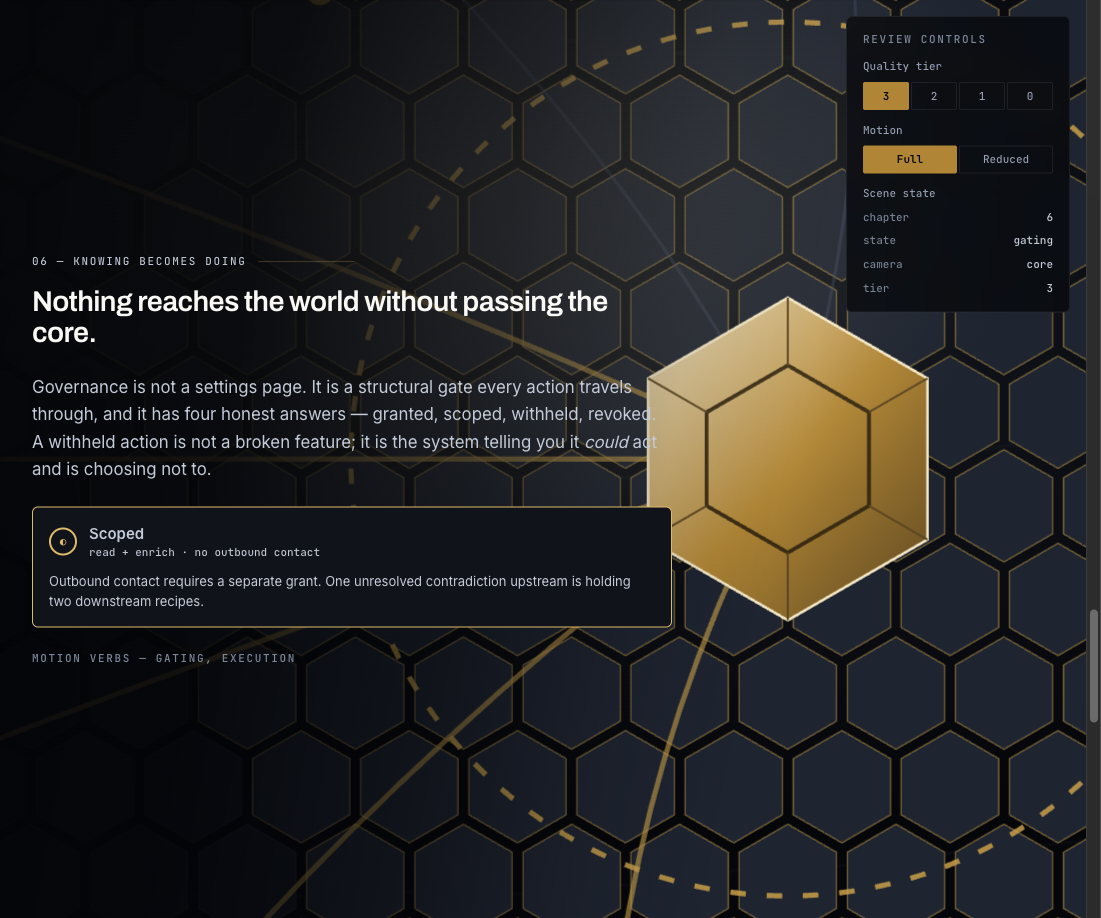 REVIEW CONTROLS
Quality tier
3 2 1 0
Motion
Full Reduced
Scene state
chapter 6
state gating
camera core
tier 3
06 — KNOWING BECOMES DOING
Nothing reaches the world without passing the
core.
Governance is not a settings page. It is a structural gate every action travels
through, and it has four honest answers — granted, scoped, withheld, revoked.
A withheld action is not a broken feature; it is the system telling you it could act
and is choosing not to.
Scoped
read + enrich · no outbound contact
Outbound contact requires a separate grant. One unresolved contradiction upstream is holding
two downstream recipes.
MOTION VERBS — GATING, EXECUTION